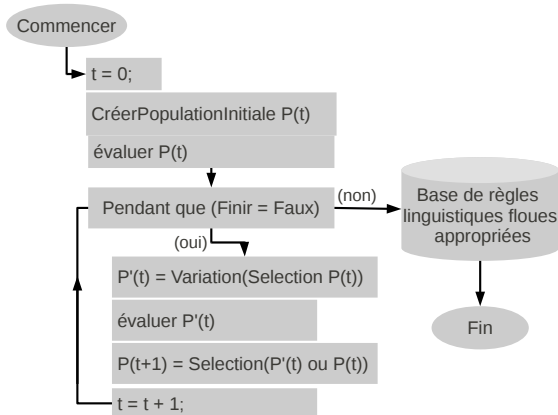 Commencer
t = 0;
CréerPopulationInitiale P(t)
évaluer P(t)
Pendant que (Finir = Faux)
(non)
Base de règles
linguistiques floues
appropriées
(oui)
P'(t) = Variation(Selection P(t))
évaluer P'(t)
P(t+1) = Selection(P'(t) ou P(t))
t = t + 1;
Fin